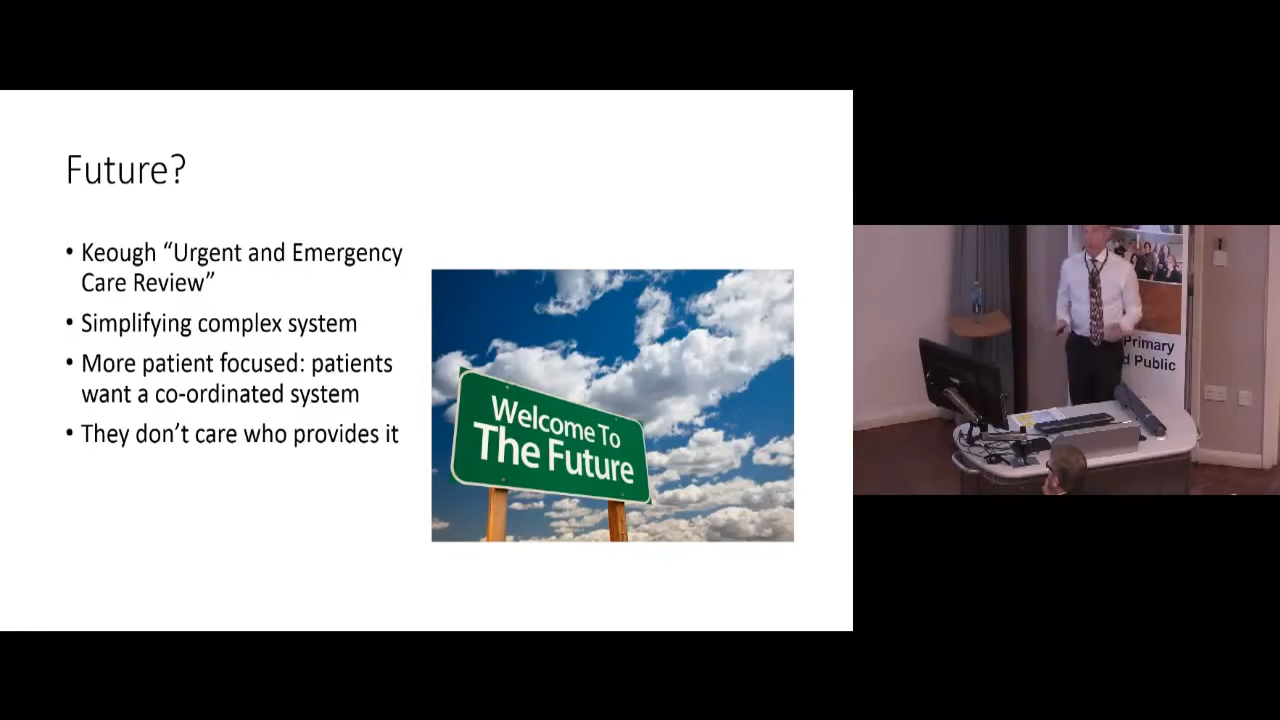 Future?
• Keough “Urgent and Emergency
Care Review”
• Simplifying complex system
• More patient focused: patients
want a co-ordinated system
• They don’t care who provides it
Welcome To
The Future
Primary
d Public